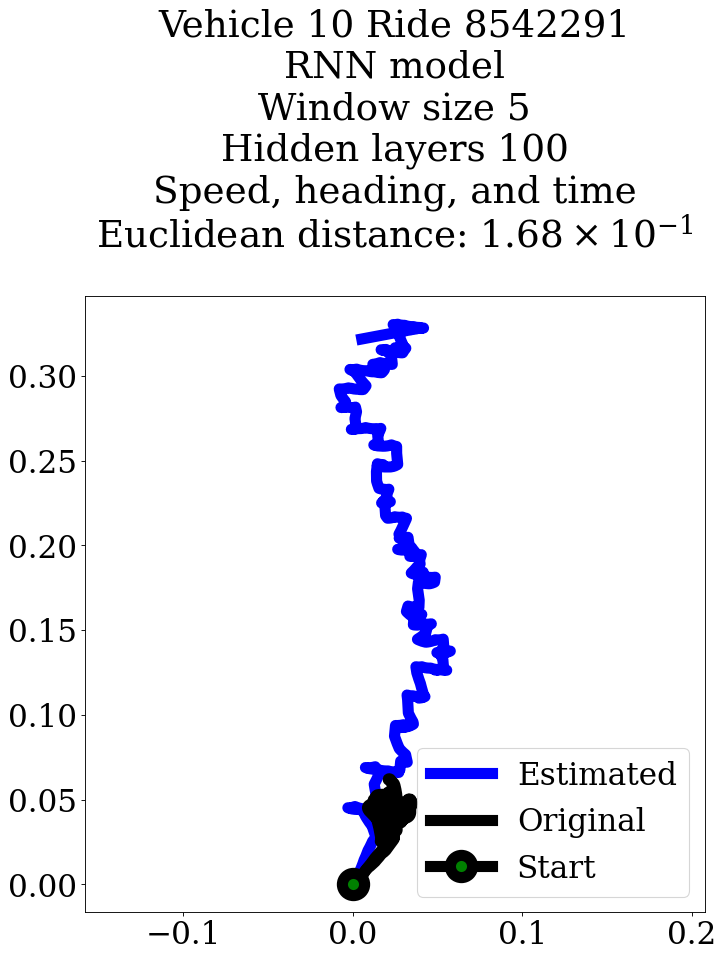 Vehicle 10 Ride 8542291
RNN model
Window size 5
Hidden layers 100
Speed, heading, and time
Euclidean distance: 1.68 × 10⁻¹
0.30
0.25
0.20
0.15
0.10
0.05
0.00
Estimated
Original
Start
−0.1
0.0
0.1
0.2